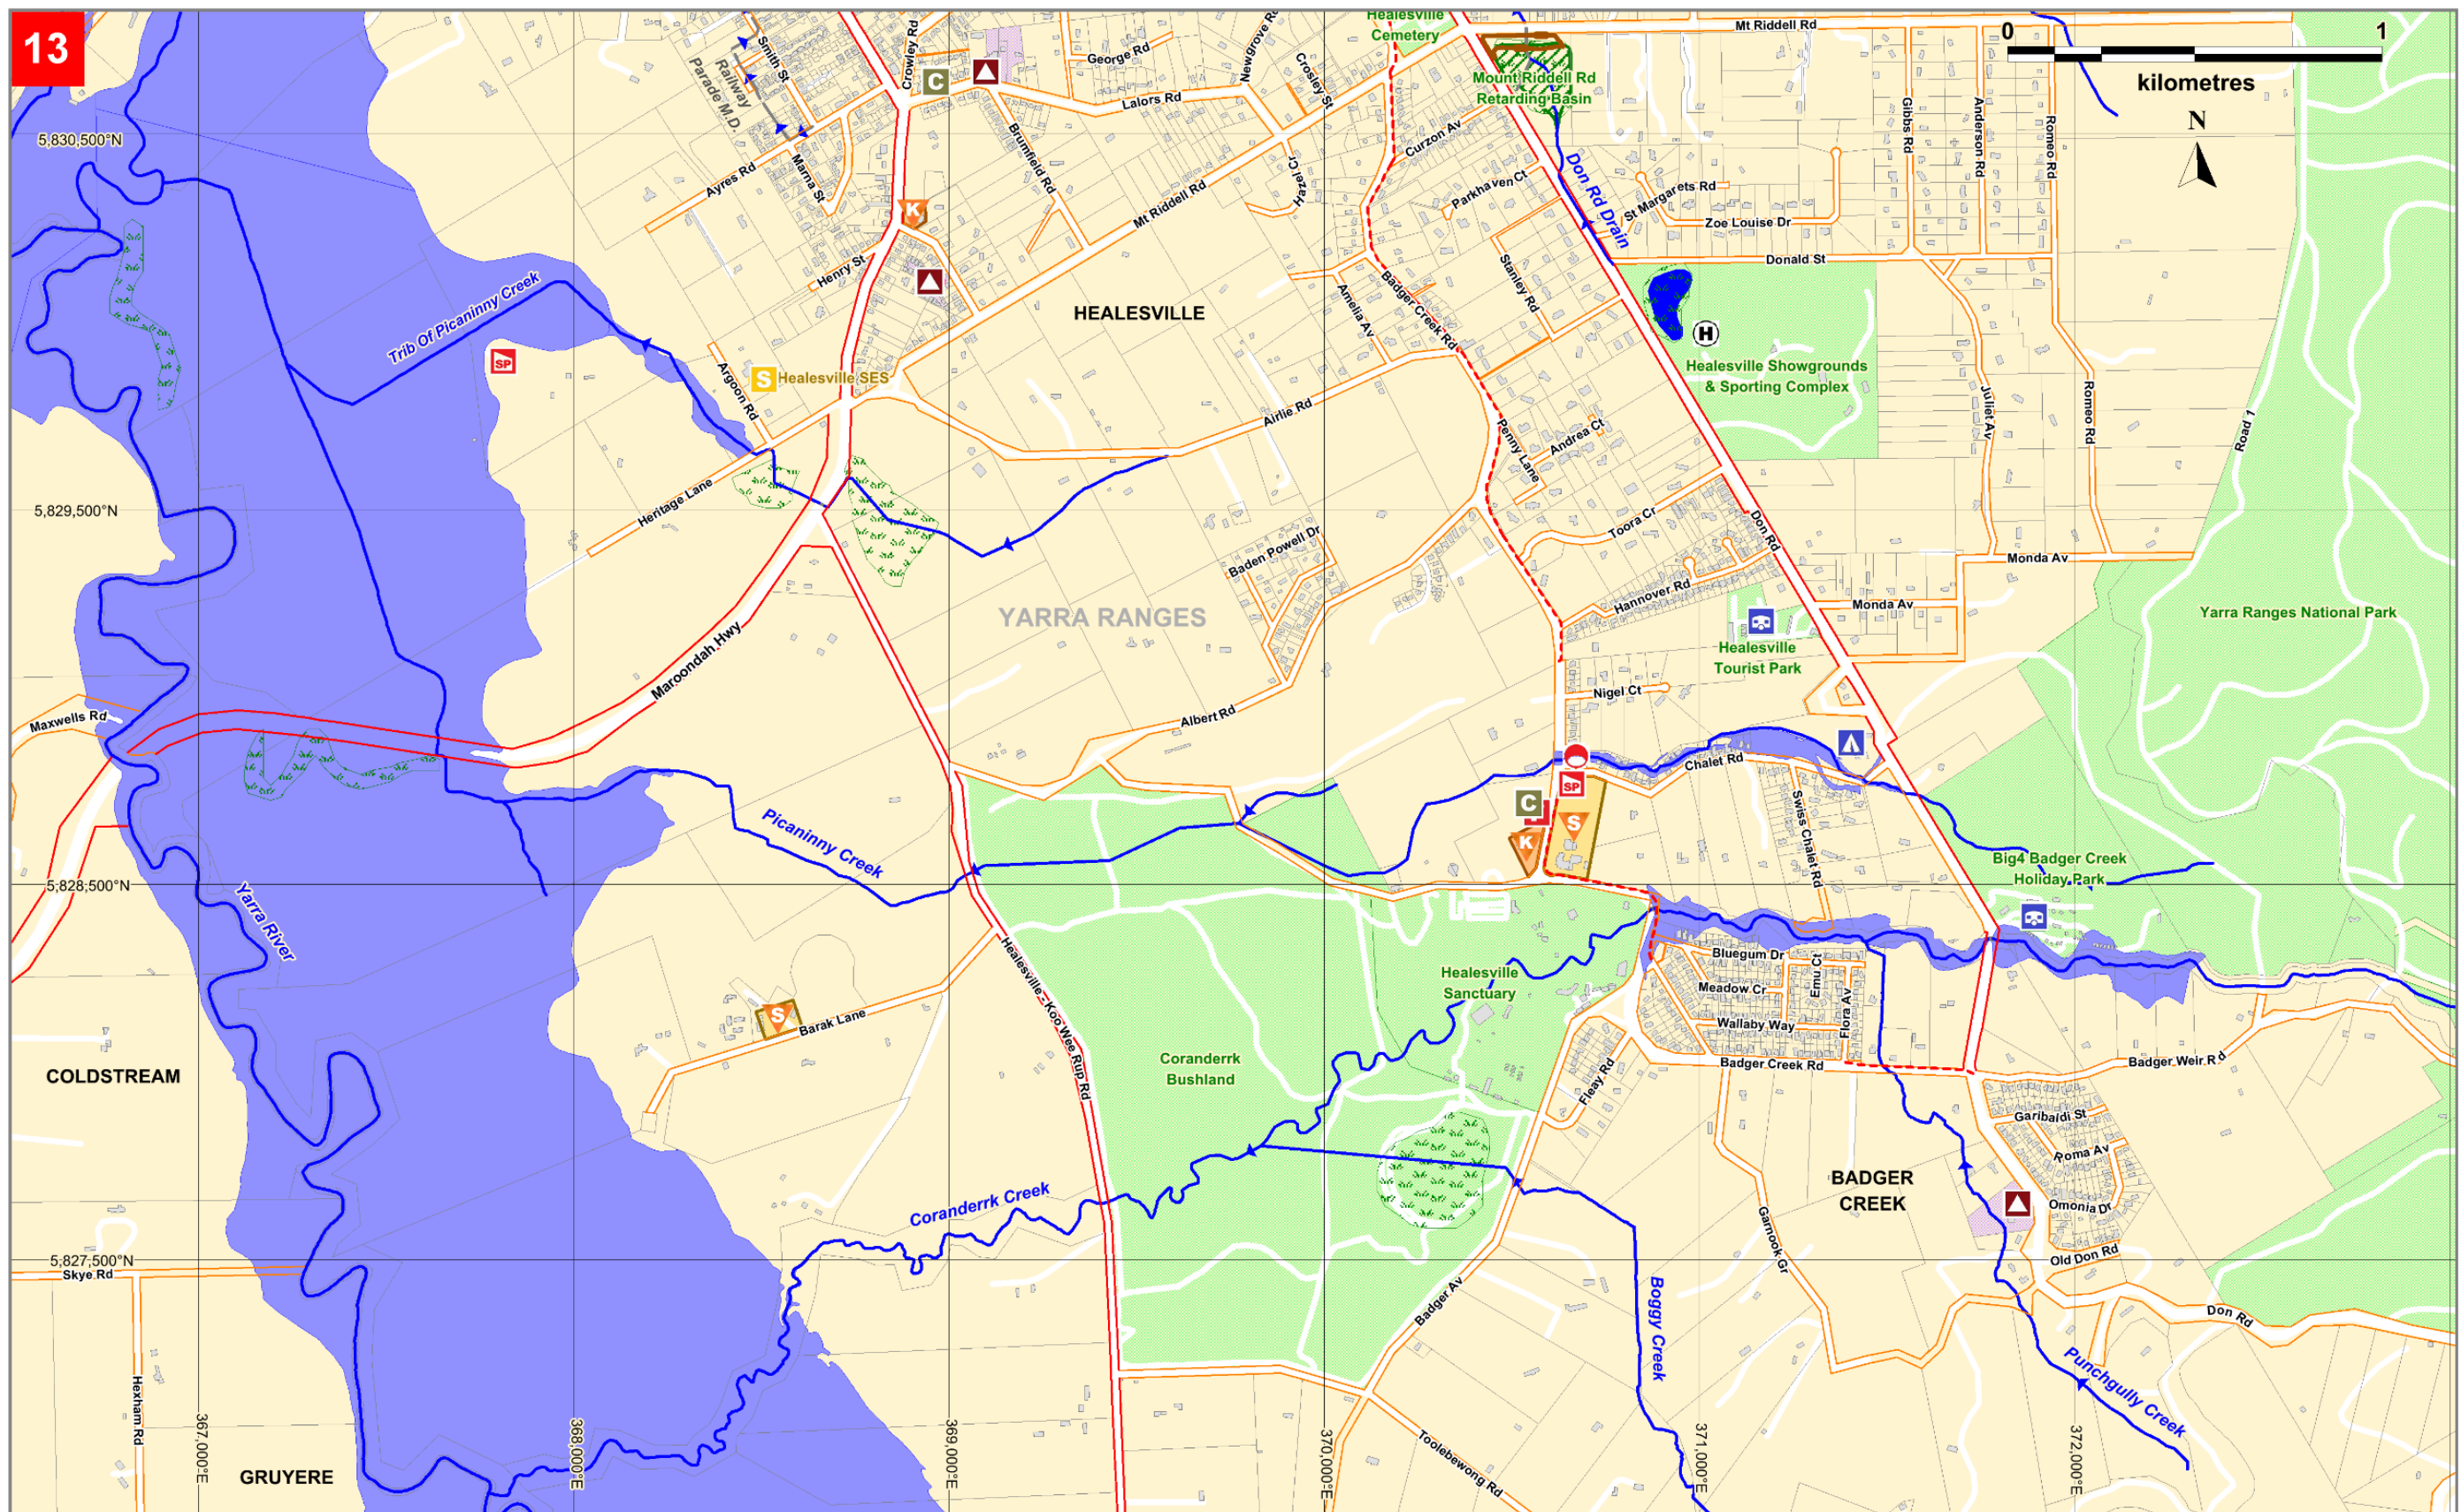 13
Healesville
Cemetery
Mt Riddell Rd
0
1
kilometres
N
Smith St
Railway
Parade M.D.
Crowley Rd
C
George Rd
Newgrove Rd
Crosley St
Lalors Rd
Mount Riddell Rd
Retarding Basin
Gibbs Rd
Anderson Rd
Romeo Rd
5,830,500°N
Marna St
Ayres Rd
Brumfield Rd
Mt Riddell Rd
Hazel Cr
Curzon Av
Parkhaven Ct
Don Rd Drain
St Margarets Rd
Zoe Louise Dr
K
Henry St
Donald St
Trib Of Picaninny Creek
HEALESVILLE
Amelia Av
Badger Creek Rd
Stanley Rd
H
Healesville Showgrounds
& Sporting Complex
SP
Argoon Rd
S
Healesville SES
Airlie Rd
Penny Lane
Andrea Ct
Juliet Av
Romeo Rd
Road 1
Heritage Lane
5,829,500°N
Baden Powell Dr
Toora Cr
Don Rd
Monda Av
Hannover Rd
Monda Av
YARRA RANGES
Yarra Ranges National Park
Healesville
Tourist Park
Maroondah Hwy
Nigel Ct
Maxwells Rd
Albert Rd
Chalet Rd
SP
C
S
K
Swiss Chalet Rd
Picaninny Creek
Big4 Badger Creek
Holiday Park
5,828,500°N
Yarra River
Healesville - Koo Wee Rup Rd
Healesville
Sanctuary
Bluegum Dr
Emu Ct
Meadow Cr
Flora Av
Wallaby Way
S
Barak Lane
COLDSTREAM
Coranderrk
Bushland
Fleay Rd
Badger Creek Rd
Badger Weir Rd
Garibaldi St
Roma Av
BADGER
CREEK
Omonia Dr
Coranderrk Creek
Garnook Gr
Old Don Rd
5,827,500°N
Skye Rd
Badger Av
Boggy Creek
Don Rd
Punchgully Creek
Hexham Rd
Toolebewong Rd
GRUYERE
367,000°E
368,000°E
369,000°E
370,000°E
371,000°E
372,000°E